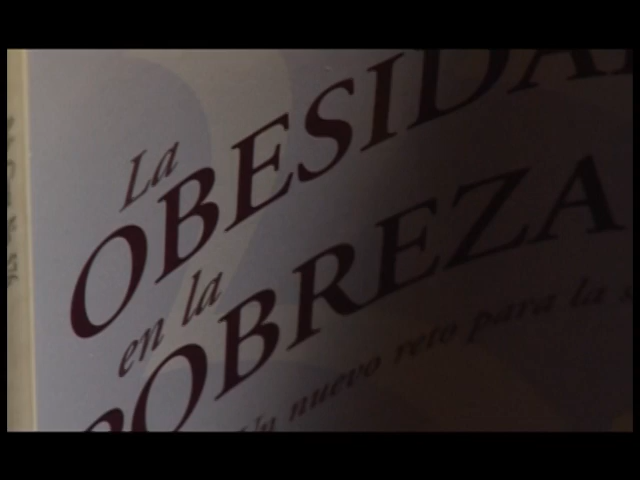 La
OBESIDA
en la
POBREZA
Un nuevo reto para la s